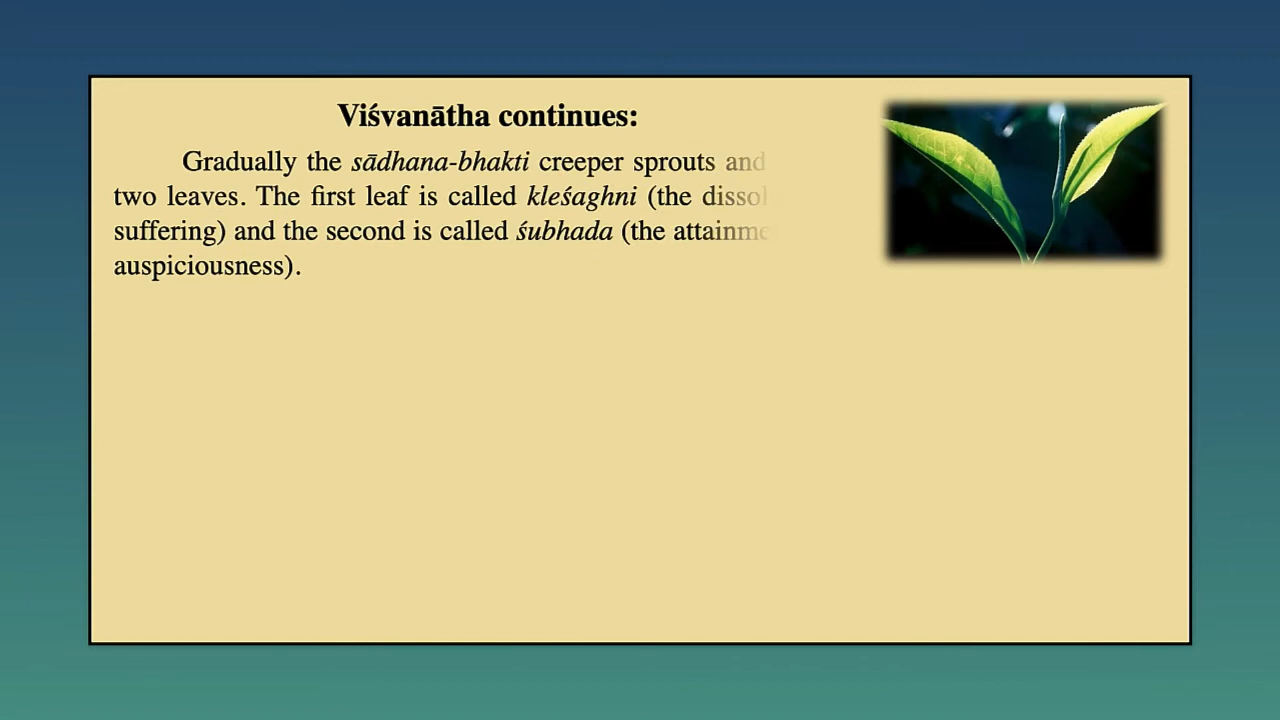 Viśvanātha continues:
Gradually the sādhana-bhakti creeper sprouts and
two leaves. The first leaf is called kleśaghni (the
suffering) and the second is called śubhada (the
auspiciousness).